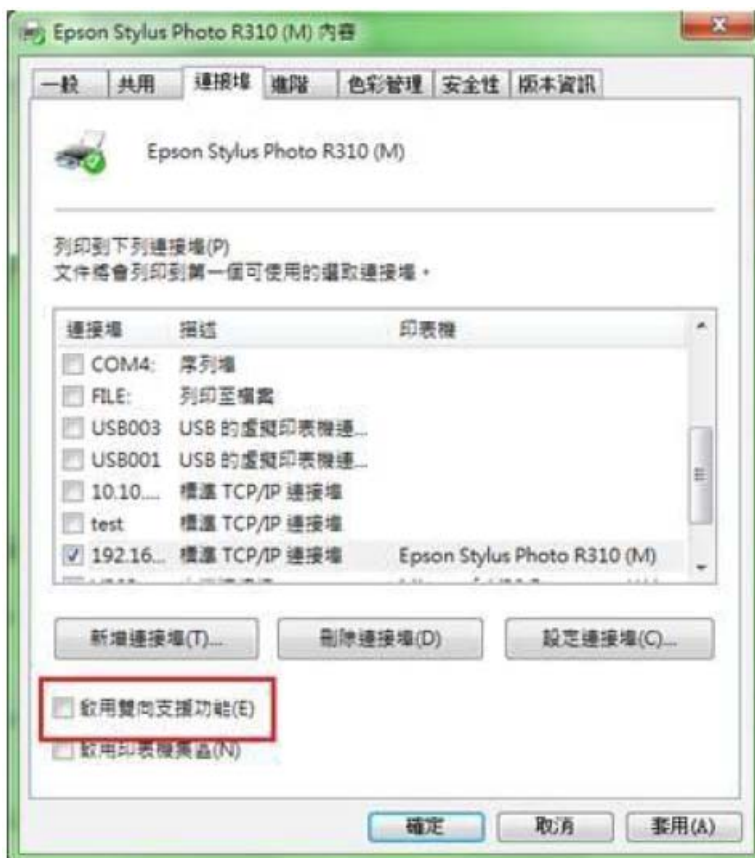 Epson Stylus Photo R310 (M) 內容
一般 共用 連接埠 進階 色彩管理 安全性 版本資訊
Epson Stylus Photo R310 (M)
列印到下列連接埠(P)
文件將會列印到第一個可使用的選取連接埠。
連接埠 描述 印表機
COM4: 序列埠
FILE: 列印至檔案
USB003 USB 的虛擬印表機連...
USB001 USB 的虛擬印表機連...
10.10.... 標準 TCP/IP 連接埠
test 標準 TCP/IP 連接埠
192.16... 標準 TCP/IP 連接埠 Epson Stylus Photo R310 (M)
新增連接埠(T)... 刪除連接埠(D) 設定連接埠(C)...
啟用雙向支援功能(E)
啟用印表機集區(N)
確定 取消 套用(A)